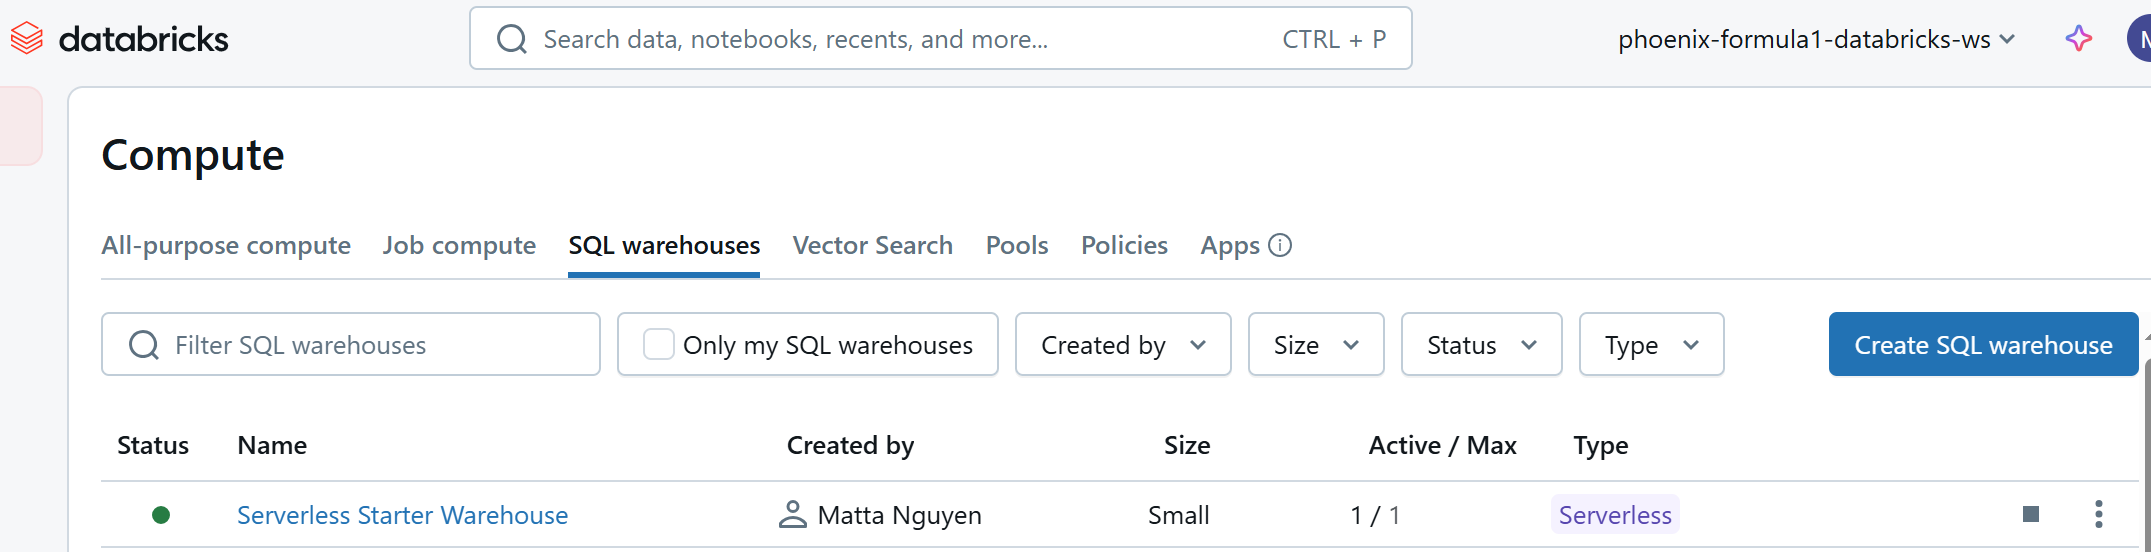 databricks
Search data, notebooks, recents, and more... CTRL + P
phoenix-formula1-databricks-ws
M
Compute
All-purpose compute Job compute SQL warehouses Vector Search Pools Policies Apps
Filter SQL warehouses Only my SQL warehouses Created by Size Status Type Create SQL warehouse
Status Name Created by Size Active / Max Type
Serverless Starter Warehouse Matta Nguyen Small 1 / 1 Serverless